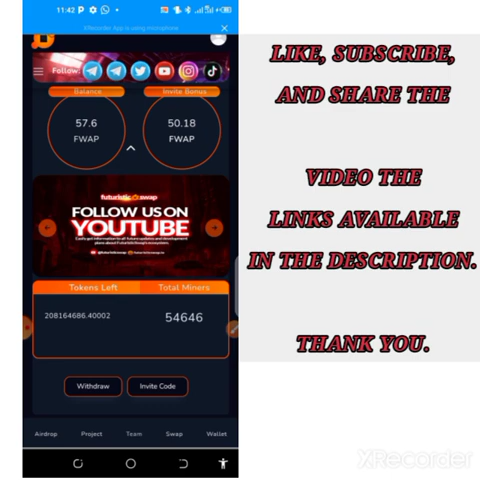 11:42 P
XRecorder App is using microphone
Follow:
Balance
Invite Bonus
57.6
FWAP
50.18
FWAP
futuristic swap
FOLLOW US ON
YOUTUBE
Tokens Left
Total Miners
208164686.40002
54646
Withdraw
Invite Code
Airdrop
Project
Team
Swap
Wallet
LIKE, SUBSCRIBE,
AND SHARE THE
VIDEO THE
LINKS AVAILABLE
IN THE DESCRIPTION.
THANK YOU.
XRecorder